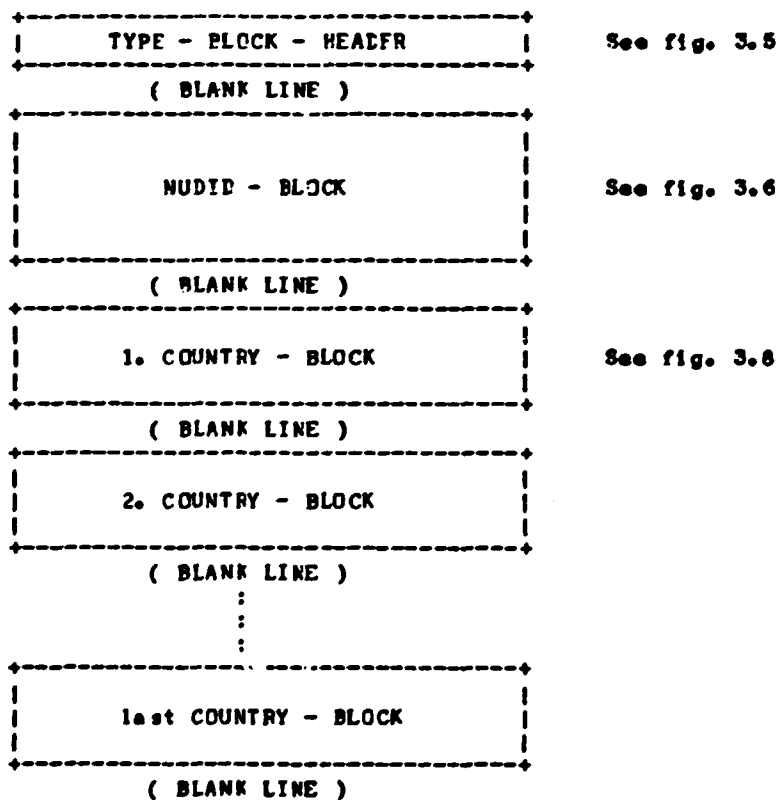 TYPE - BLOCK - HEADER See fig. 3.5
( BLANK LINE )
NUDID - BLOCK See fig. 3.6
( BLANK LINE )
1. COUNTRY - BLOCK See fig. 3.8
( BLANK LINE )
2. COUNTRY - BLOCK
( BLANK LINE )
last COUNTRY - BLOCK
( BLANK LINE )